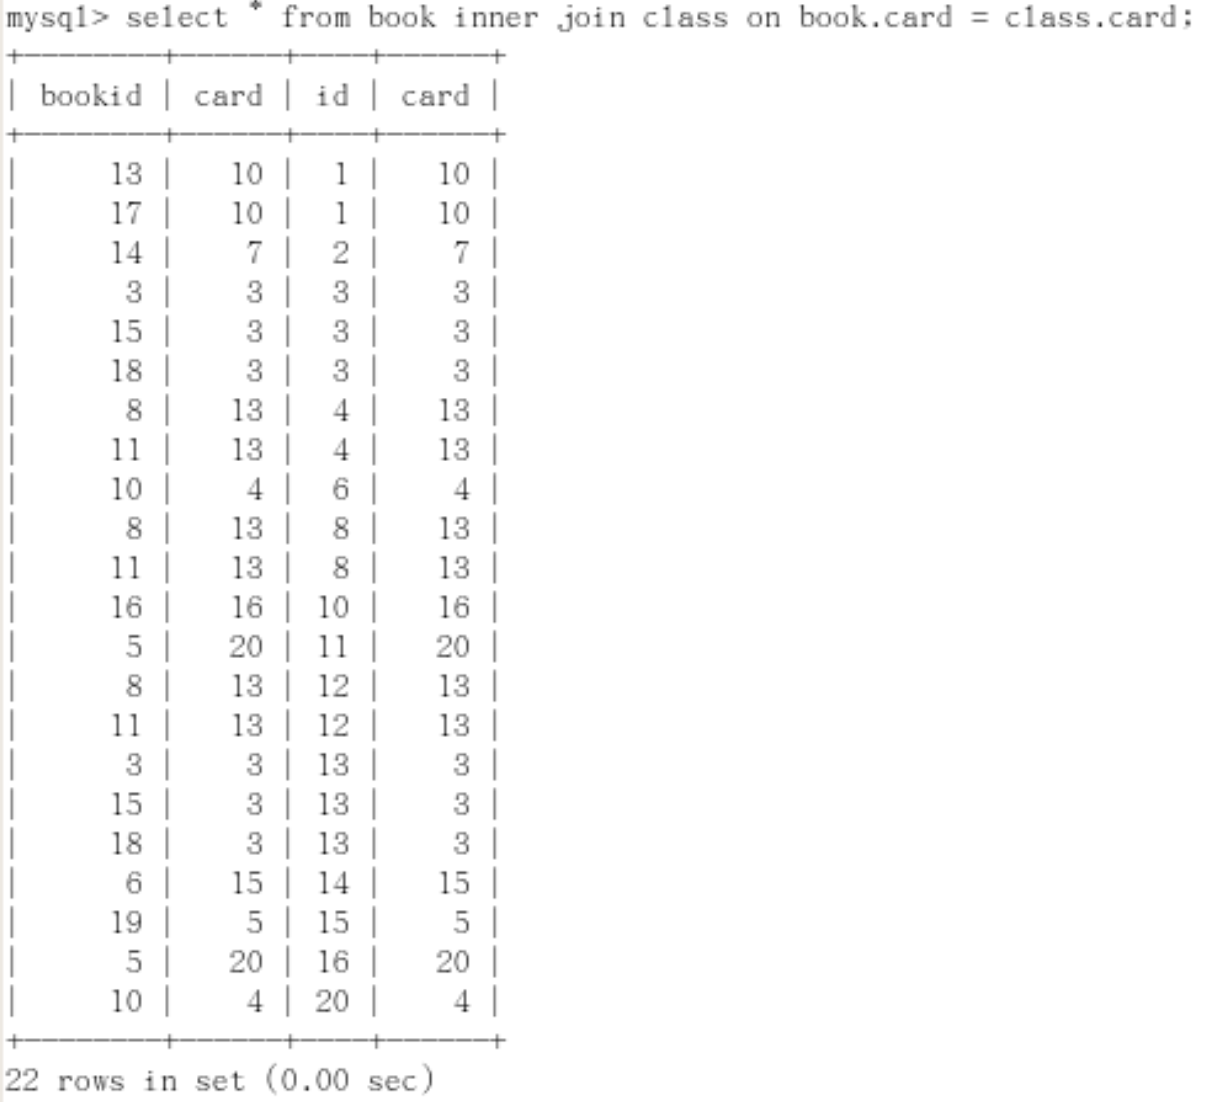 mysql> select * from book inner join class on book.card = class.card;
+--------+------+----+------+
| bookid | card | id | card |
+--------+------+----+------+
|     13 |   10 |  1 |   10 |
|     17 |   10 |  1 |   10 |
|     14 |    7 |  2 |    7 |
|      3 |    3 |  3 |    3 |
|     15 |    3 |  3 |    3 |
|     18 |    3 |  3 |    3 |
|      8 |   13 |  4 |   13 |
|     11 |   13 |  4 |   13 |
|     10 |    4 |  6 |    4 |
|      8 |   13 |  8 |   13 |
|     11 |   13 |  8 |   13 |
|     16 |   16 | 10 |   16 |
|      5 |   20 | 11 |   20 |
|      8 |   13 | 12 |   13 |
|     11 |   13 | 12 |   13 |
|      3 |    3 | 13 |    3 |
|     15 |    3 | 13 |    3 |
|     18 |    3 | 13 |    3 |
|      6 |   15 | 14 |   15 |
|     19 |    5 | 15 |    5 |
|      5 |   20 | 16 |   20 |
|     10 |    4 | 20 |    4 |
+--------+------+----+------+
22 rows in set (0.00 sec)